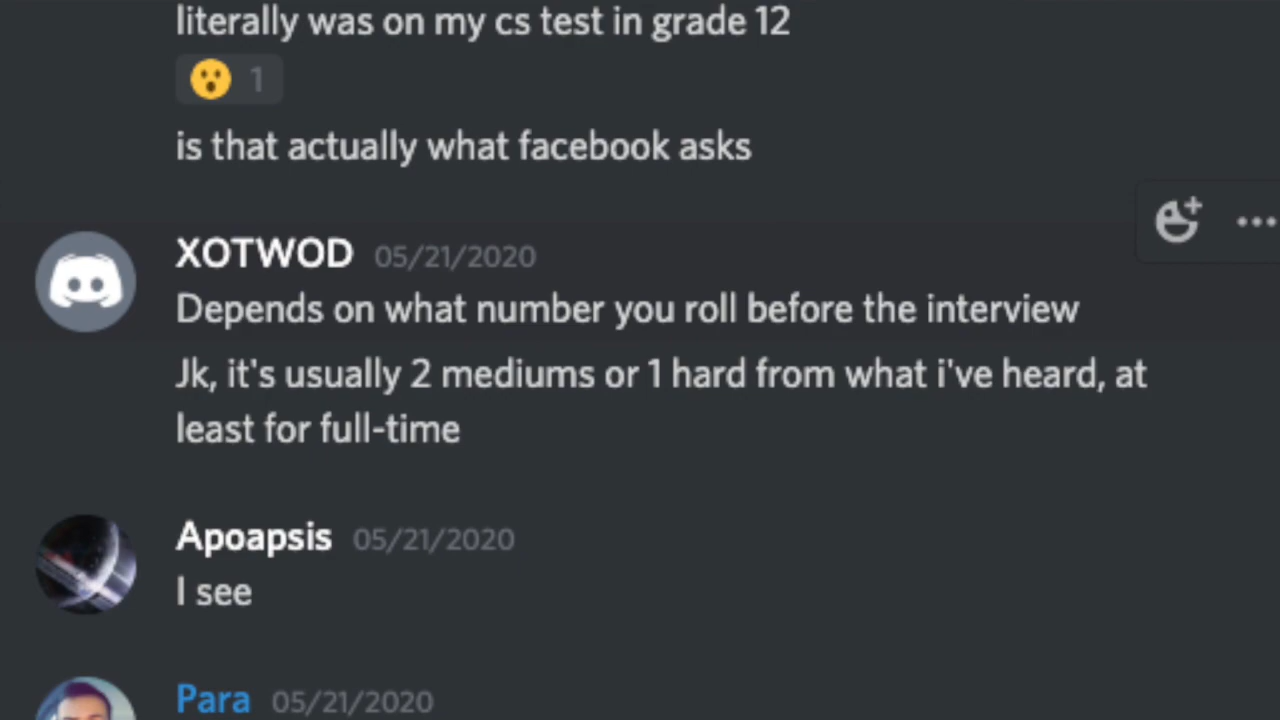 literally was on my cs test in grade 12
1
is that actually what facebook asks
XOTWOD 05/21/2020
Depends on what number you roll before the interview
Jk, it's usually 2 mediums or 1 hard from what i've heard, at
least for full-time
Apoapsis 05/21/2020
I see
Para 05/21/2020